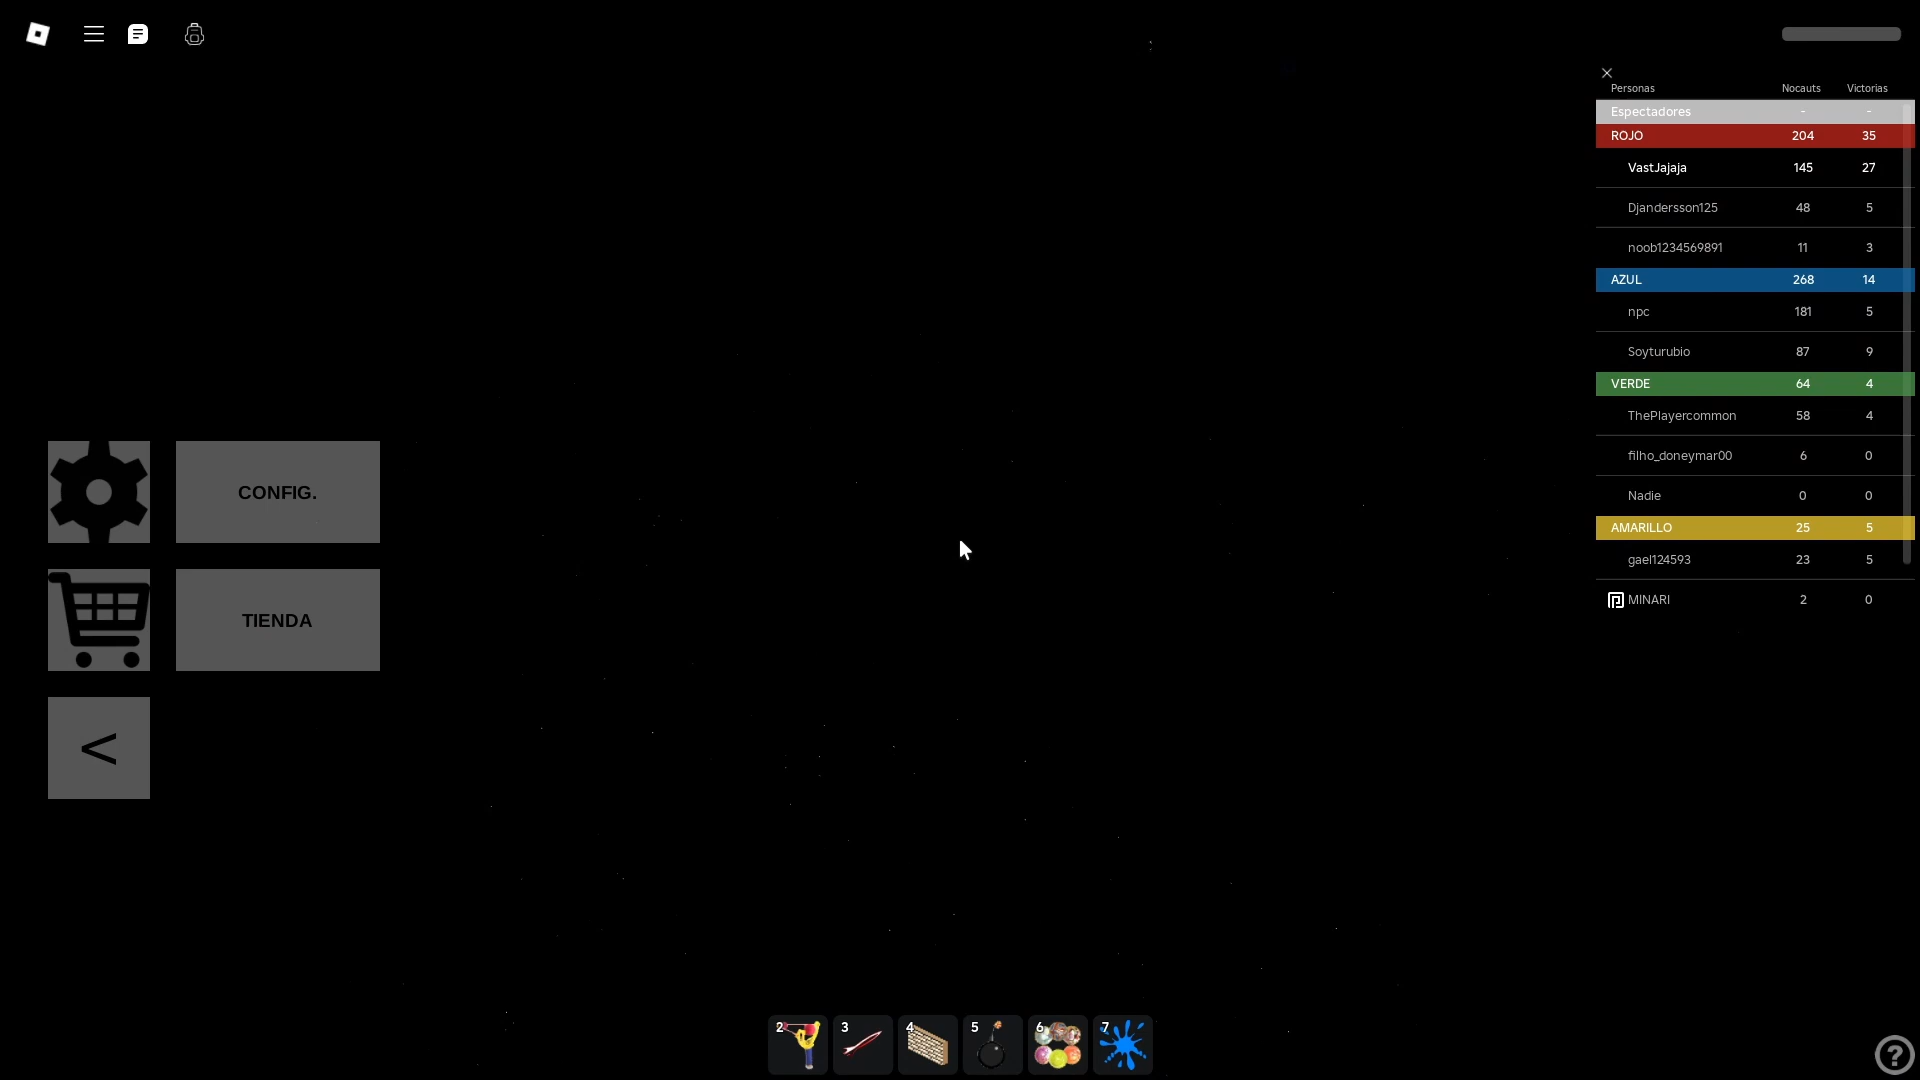 Personas Nocauts Victorias
Espectadores - -
ROJO 204 35
VastJajaja 145 27
Djandersson125 48 5
noob1234569891 11 3
AZUL 268 14
npc 181 5
Soyturubio 87 9
VERDE 64 4
ThePlayercommon 58 4
filho_doneymar00 6 0
Nadie 0 0
AMARILLO 25 5
gael124593 23 5
MINARI 2 0
CONFIG.
TIENDA
<
2 3 4 5 6 7
?